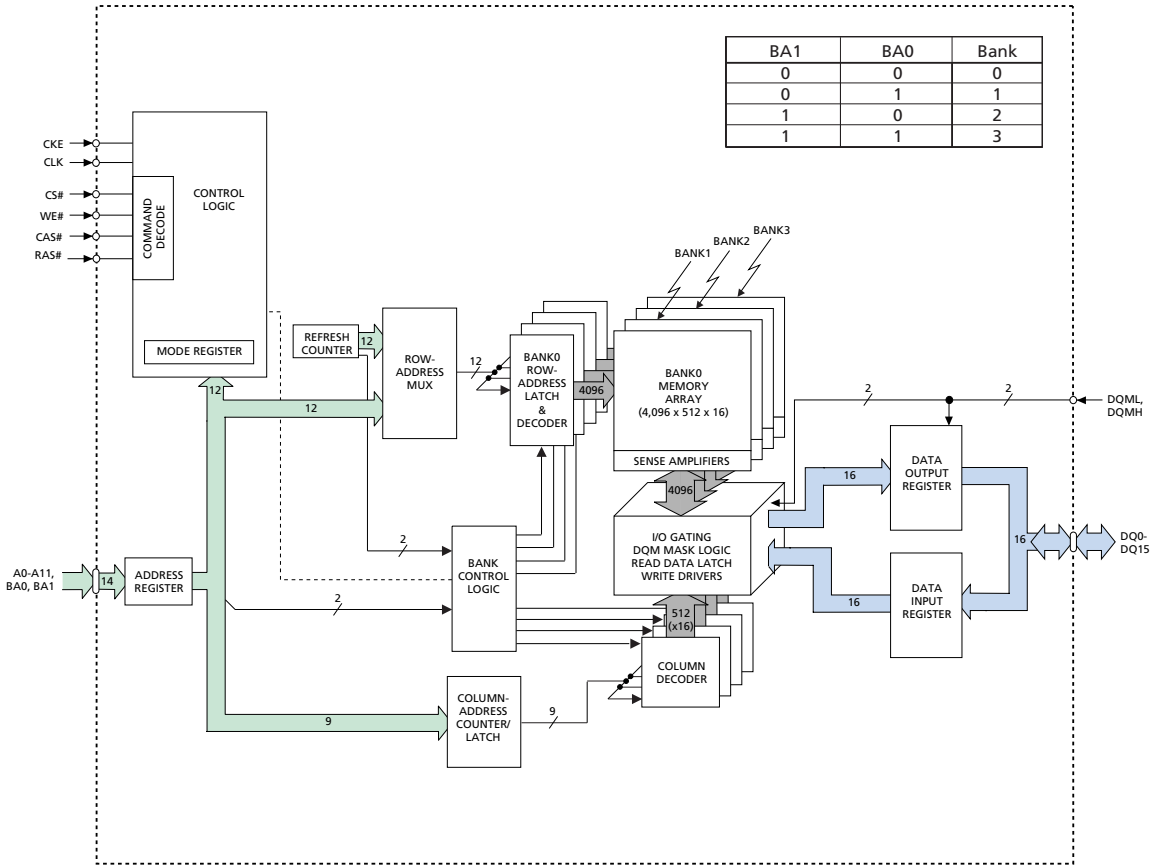 BA1 BA0 Bank
0 0 0
0 1 1
1 0 2
1 1 3
CKE
CLK
CS#
WE#
CAS#
RAS#
COMMAND
DECODE
CONTROL
LOGIC
MODE REGISTER
12
REFRESH
COUNTER
12
12
ROW-
ADDRESS
MUX
12
BANK0
ROW-
ADDRESS
LATCH
&
DECODER
4096
BANK1
BANK2
BANK3
BANK0
MEMORY
ARRAY
(4,096 x 512 x 16)
SENSE AMPLIFIERS
4096
I/O GATING
DQM MASK LOGIC
READ DATA LATCH
WRITE DRIVERS
512
(x16)
COLUMN
DECODER
2
2
DQML,
DQMH
16
DATA
OUTPUT
REGISTER
16
DQ0-
DQ15
16
DATA
INPUT
REGISTER
A0-A11,
BA0, BA1
14
ADDRESS
REGISTER
2
2
BANK
CONTROL
LOGIC
9
COLUMN-
ADDRESS
COUNTER/
LATCH
9